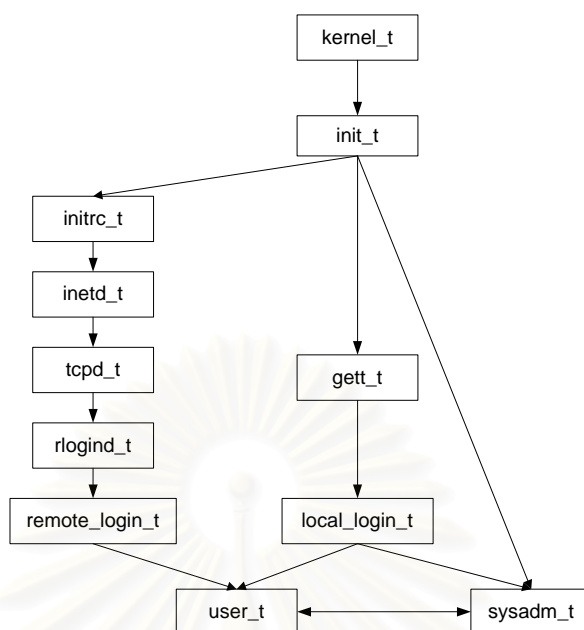 kernel_t
init_t
initrc_t
inetd_t
tcpd_t
gett_t
rlogind_t
remote_login_t
local_login_t
user_t
sysadm_t